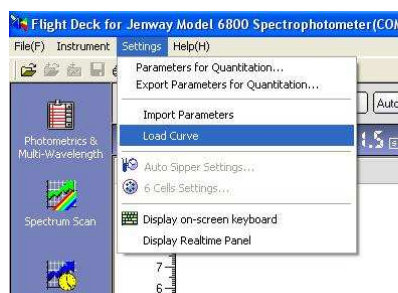 Flight Deck for Jenway Model 6800 Spectrophotometer(COM
File(F) Instrument Settings Help(H)
Parameters for Quantitation...
Export Parameters for Quantitation...
Import Parameters
Load Curve
Auto Sipper Settings...
6 Cells Settings...
Display on-screen keyboard
Display Realtime Panel
Photometrics &
Multi-Wavelength
Spectrum Scan
Auto
1.5
7
6